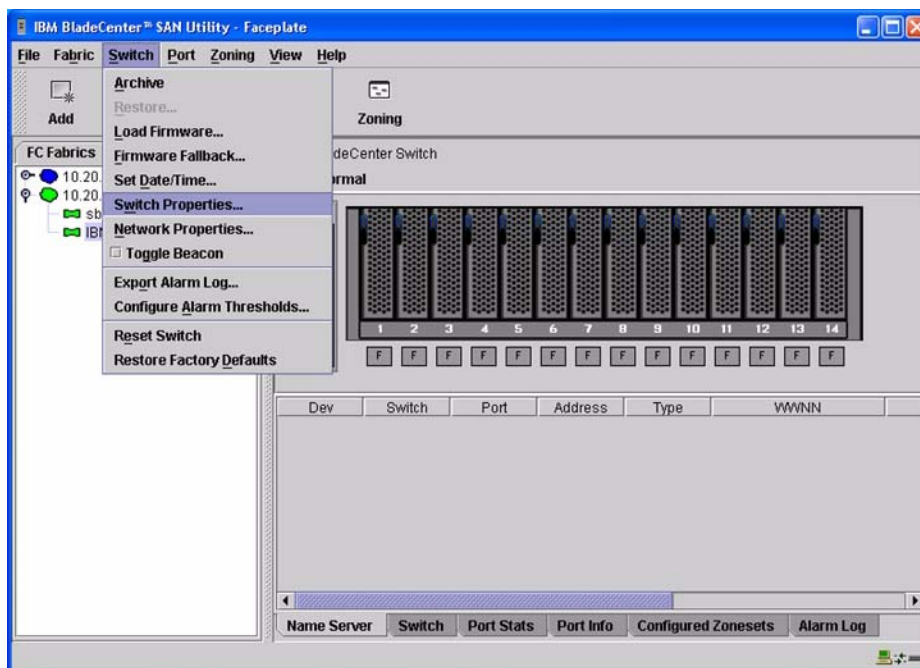 IBM BladeCenter™ SAN Utility - Faceplate
File Fabric Switch Port Zoning View Help
Add
Zoning
Archive
Restore...
Load Firmware...
Firmware Fallback...
Set Date/Time...
Switch Properties...
Network Properties...
Toggle Beacon
Export Alarm Log...
Configure Alarm Thresholds...
Reset Switch
Restore Factory Defaults
FC Fabrics
10.20.
10.20.
sb
IB
deCenter Switch
rmal
1 2 3 4 5 6 7 8 9 10 11 12 13 14
F F F F F F F F F F F F F F
Dev Switch Port Address Type WWNN
Name Server Switch Port Stats Port Info Configured Zonesets Alarm Log